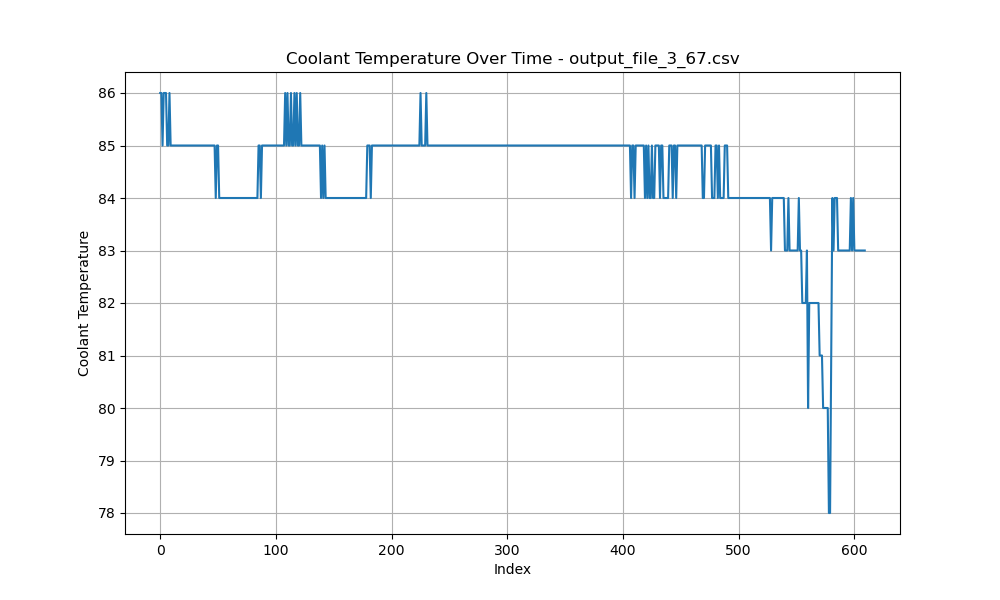 Coolant Temperature Over Time - output_file_3_67.csv
86
85
84
83
82
81
80
79
78
Coolant Temperature
0 100 200 300 400 500 600
Index